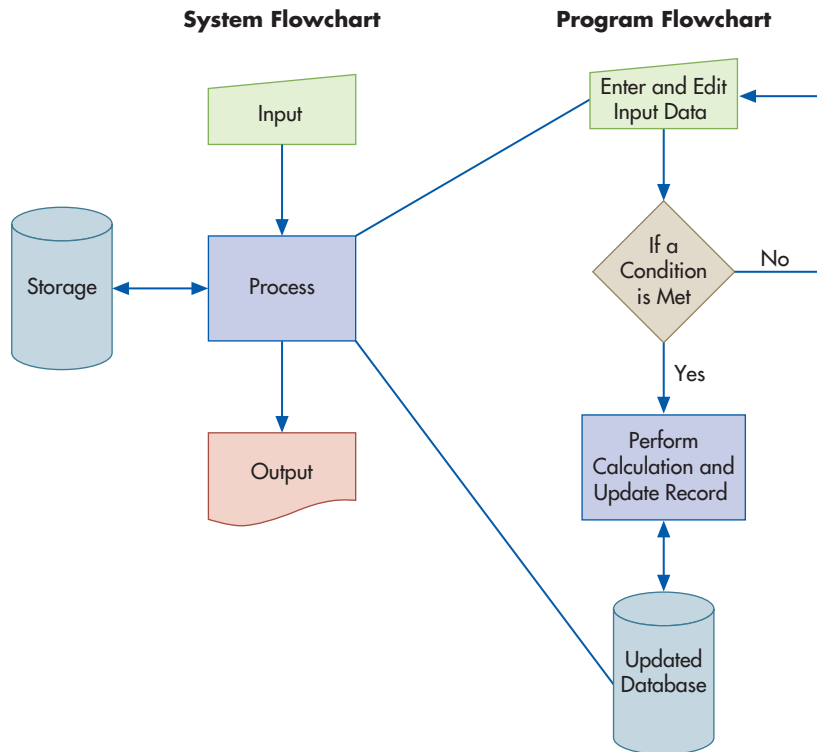 System Flowchart
Input
Storage
Process
Output
Program Flowchart
Enter and Edit
Input Data
If a
Condition
is Met
No
Yes
Perform
Calculation and
Update Record
Updated
Database